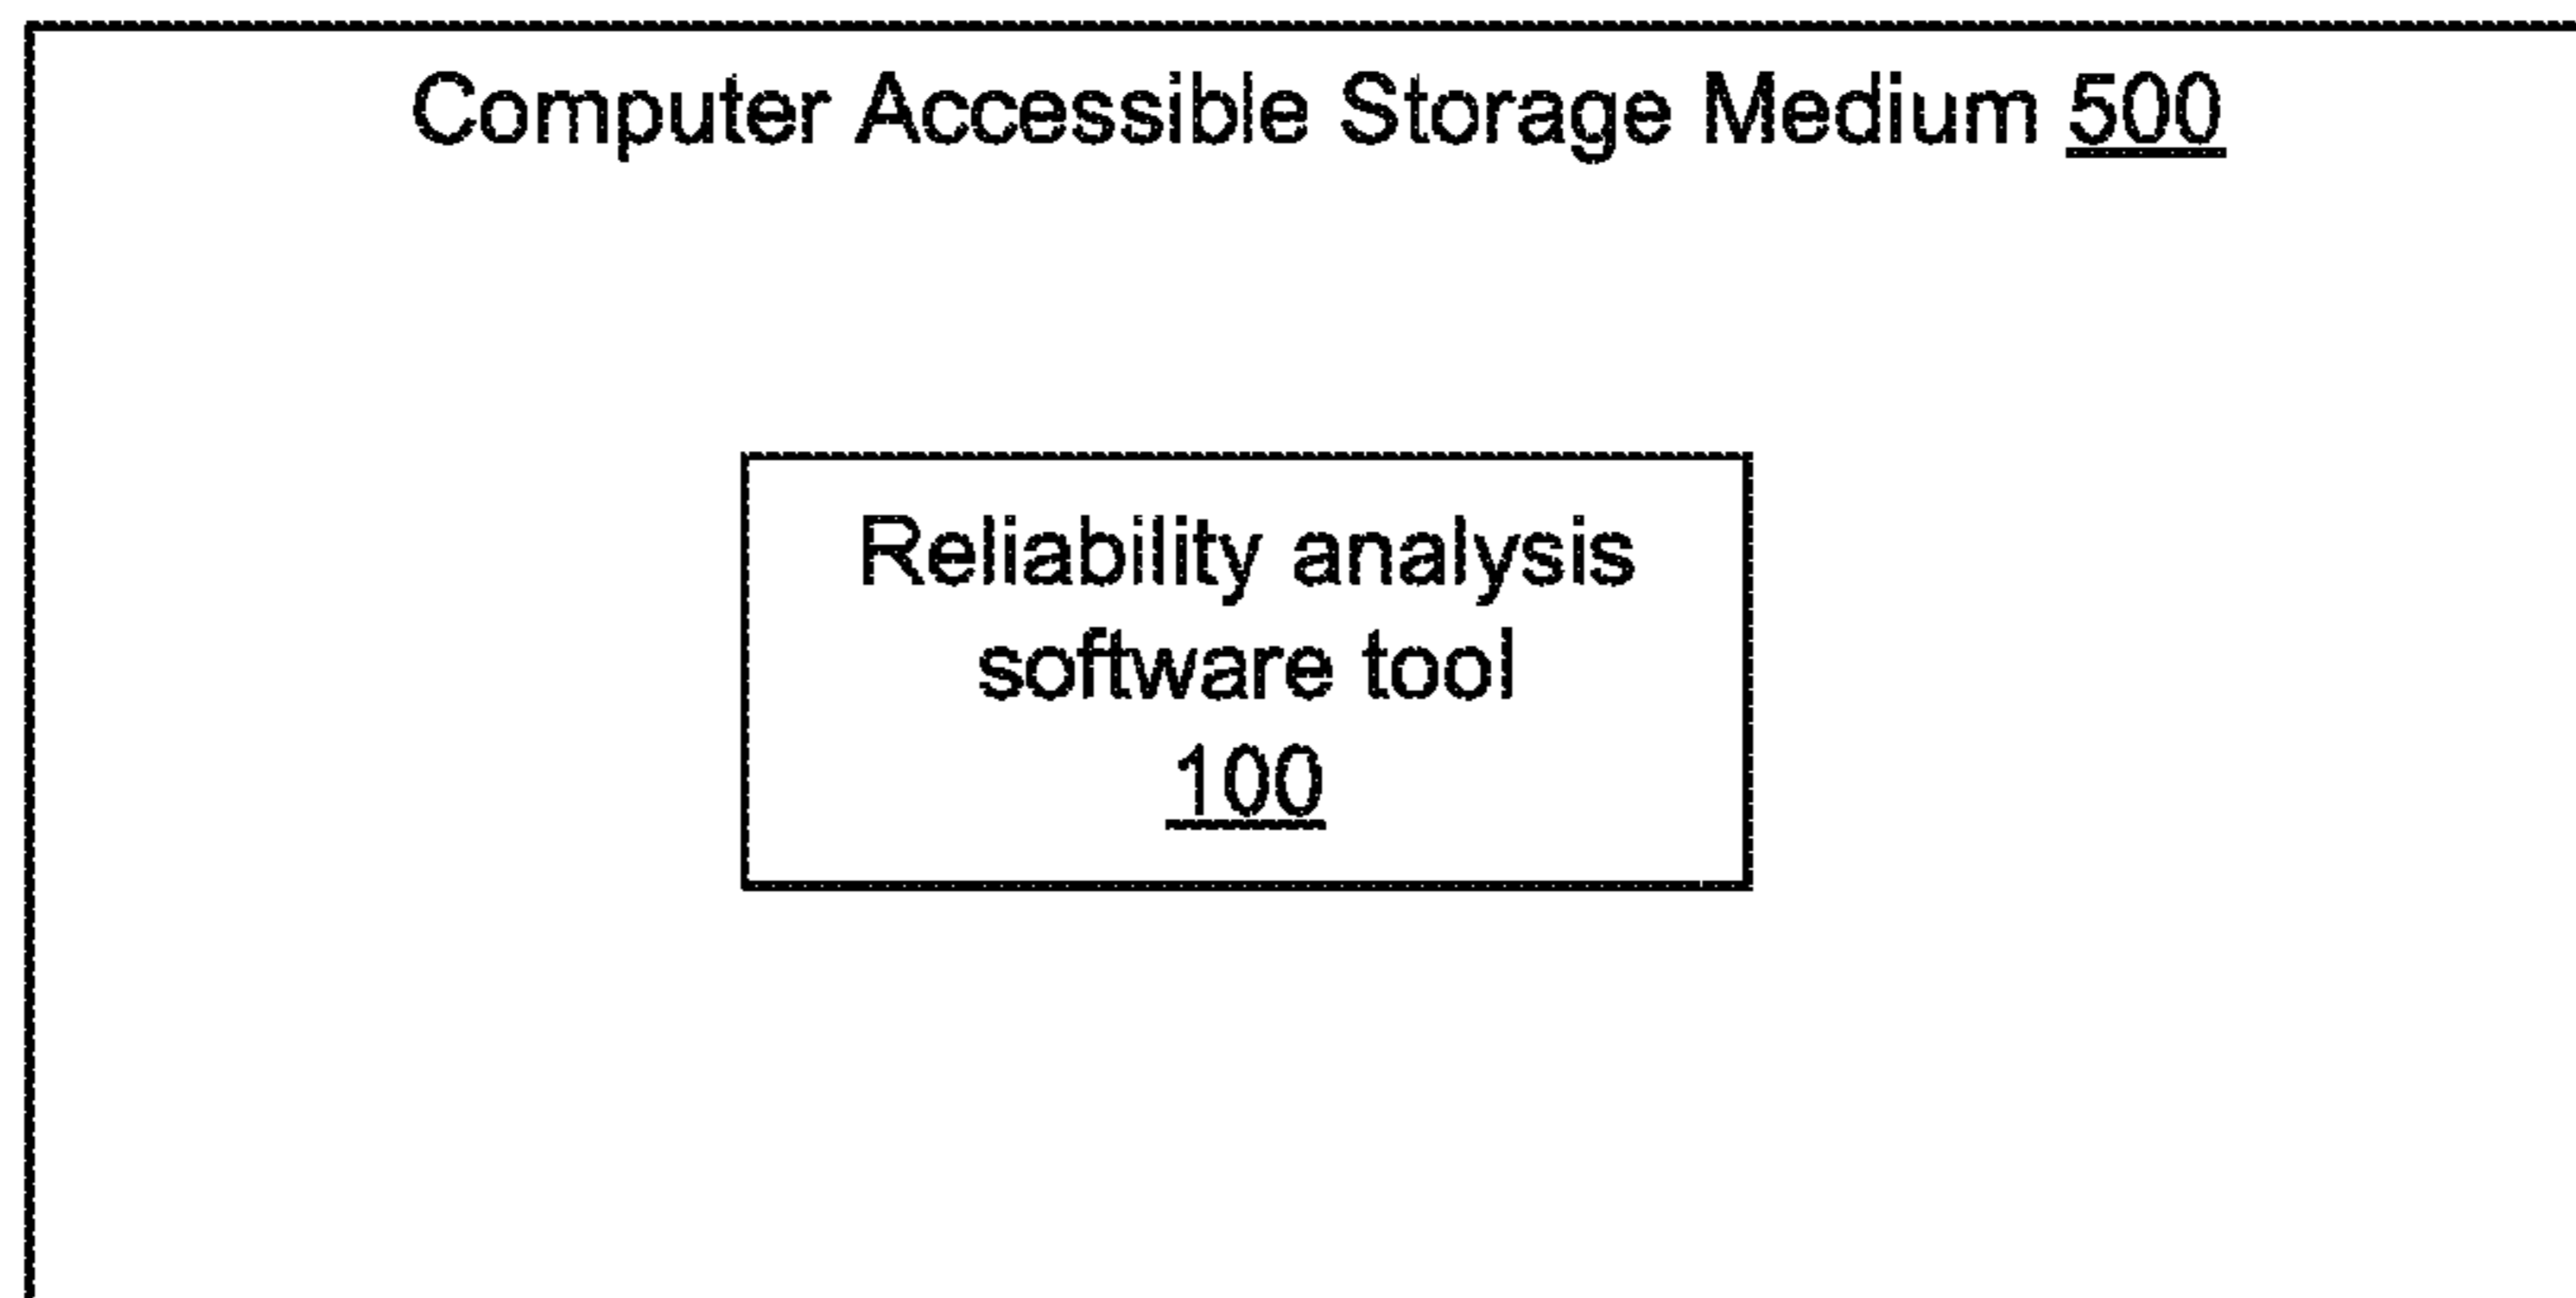 Computer Accessible Storage Medium 500
Reliability analysis
software tool
100